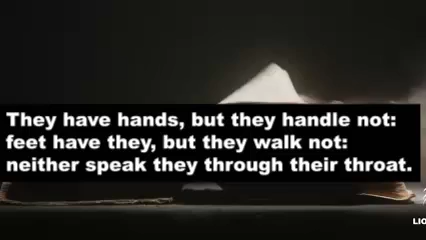 They have hands, but they handle not:
feet have they, but they walk not:
neither speak they through their throat.
LIO